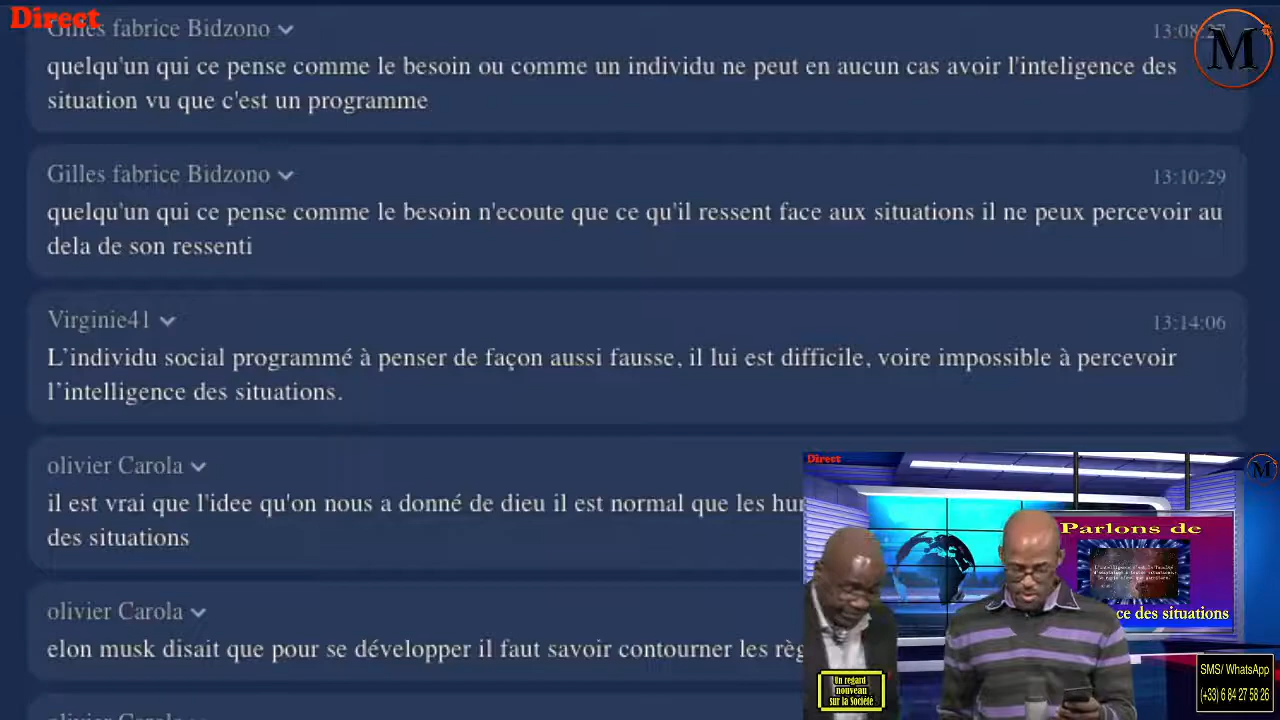 Direct
Gilles fabrice Bidzono
13:08:27
M
quelqu'un qui ce pense comme le besoin ou comme un individu ne peut en aucun cas avoir l'inteligence des
situation vu que c'est un programme
Gilles fabrice Bidzono
13:10:29
quelqu'un qui ce pense comme le besoin n'ecoute que ce qu'il ressent face aux situations il ne peux percevoir au
dela de son ressenti
Virginie41
13:14:06
L'individu social programmé à penser de façon aussi fausse, il lui est difficile, voire impossible à percevoir
l'intelligence des situations.
olivier Carola
il est vrai que l'idee qu'on nous a donné de dieu il est normal que les hu
des situations
olivier Carola
elon musk disait que pour se développer il faut savoir contourner les règ
olivier Carola
Direct
M
Parlons de
ce des situations
Un regard
nouveau
sur la Société
SMS/ WhatsApp
(+33) 6 84 27 58 26